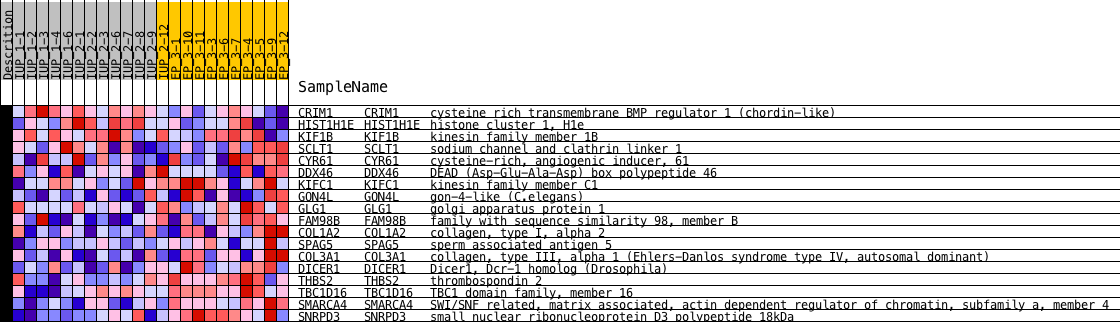 Descrition
IUP_1-1
IUP_1-2
IUP_1-3
IUP_1-4
IUP_1-6
IUP_2-1
IUP_2-2
IUP_2-3
IUP_2-6
IUP_2-7
IUP_2-8
IUP_2-9
IUP_2-12
EP_3-1
EP_3-10
EP_3-11
EP_3-3
EP_3-6
EP_3-7
EP_3-4
EP_3-5
EP_3-9
EP_3-12
SampleName
CRIM1 CRIM1 cysteine rich transmembrane BMP regulator 1 (chordin-like)
HIST1H1E HIST1H1E histone cluster 1, H1e
KIF1B KIF1B kinesin family member 1B
SCLT1 SCLT1 sodium channel and clathrin linker 1
CYR61 CYR61 cysteine-rich, angiogenic inducer, 61
DDX46 DDX46 DEAD (Asp-Glu-Ala-Asp) box polypeptide 46
KIFC1 KIFC1 kinesin family member C1
GON4L GON4L gon-4-like (C.elegans)
GLG1 GLG1 golgi apparatus protein 1
FAM98B FAM98B family with sequence similarity 98, member B
COL1A2 COL1A2 collagen, type I, alpha 2
SPAG5 SPAG5 sperm associated antigen 5
COL3A1 COL3A1 collagen, type III, alpha 1 (Ehlers-Danlos syndrome type IV, autosomal dominant)
DICER1 DICER1 Dicer1, Dcr-1 homolog (Drosophila)
THBS2 THBS2 thrombospondin 2
TBC1D16 TBC1D16 TBC1 domain family, member 16
SMARCA4 SMARCA4 SWI/SNF related, matrix associated, actin dependent regulator of chromatin, subfamily a, member 4
SNRPD3 SNRPD3 small nuclear ribonucleoprotein D3 polypeptide 18kDa